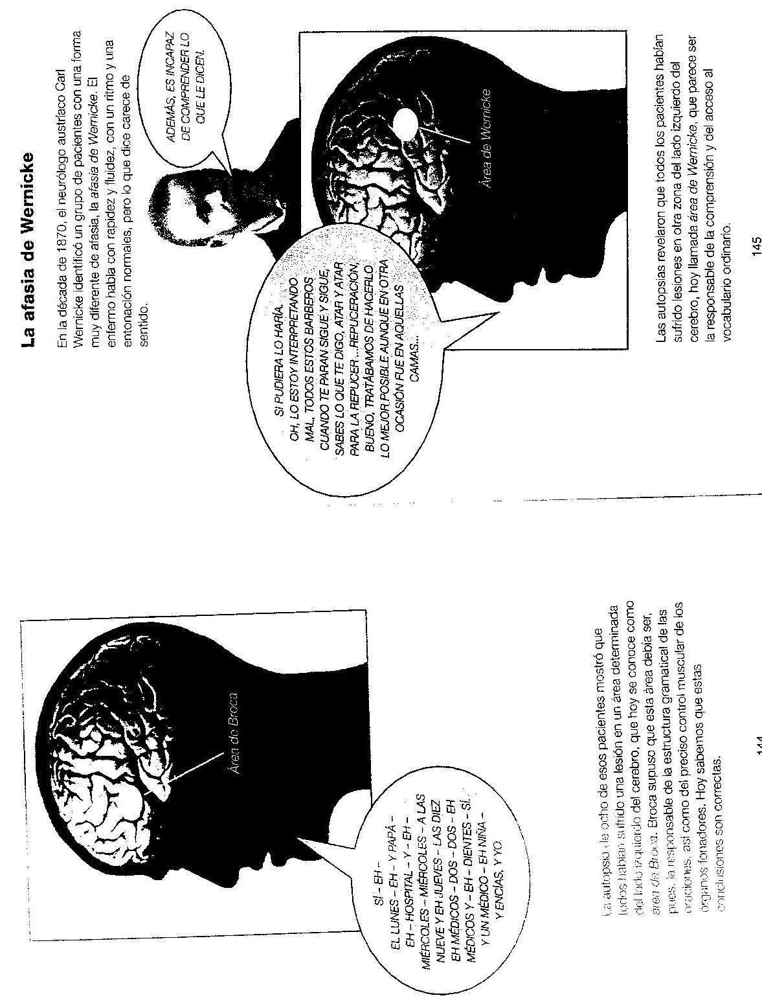 Área de Broca
SÍ – EH –
EL LUNES – EH – Y PAPÁ –
EH – HOSPITAL – Y – EH –
MIÉRCOLES – MIÉRCOLES – A LAS
NUEVE Y EH JUEVES – LAS DIEZ
EH MÉDICOS – DOS – DOS – EH
MÉDICOS Y – EH – DIENTES – SÍ.
Y UN MÉDICO – EH NIÑA –
Y ENCÍAS, Y YO.
La autopsia de ocho de esos pacientes mostró que
todos habían sufrido una lesión en un área determinada
del lado izquierdo del cerebro, que hoy se conoce como
área de Broca. Broca supuso que esta área debía ser,
pues, la responsable de la estructura gramatical de las
oraciones, así como del preciso control muscular de los
órganos fonadores. Hoy sabemos que estas
conclusiones son correctas.
144
La afasia de Wernicke
En la década de 1870, el neurólogo austríaco Carl
Wernicke identificó un grupo de pacientes con una forma
muy diferente de afasia, la afasia de Wernicke. El
enfermo habla con rapidez y fluidez, con un ritmo y una
entonación normales, pero lo que dice carece de
sentido.
ADEMÁS, ES INCAPAZ
DE COMPRENDER LO
QUE LE DICEN.
SI PUDIERA LO HARÍA.
OH, LO ESTOY INTERPRETANDO
MAL, TODOS ESTOS BARBEROS
CUANDO TE PARAN SIGUE Y SIGUE,
SABES LO QUE TE DIGO, ATAR Y ATAR
PARA LA REPUCER ...REPUCERACIÓN,
BUENO, TRATÁBAMOS DE HACERLO
LO MEJOR POSIBLE AUNQUE EN OTRA
OCASIÓN FUE EN AQUELLAS
CAMAS...
Área de Wernicke
Las autopsias revelaron que todos los pacientes habían
sufrido lesiones en otra zona del lado izquierdo del
cerebro, hoy llamada área de Wernicke, que parece ser
la responsable de la comprensión y del acceso al
vocabulario ordinario.
145